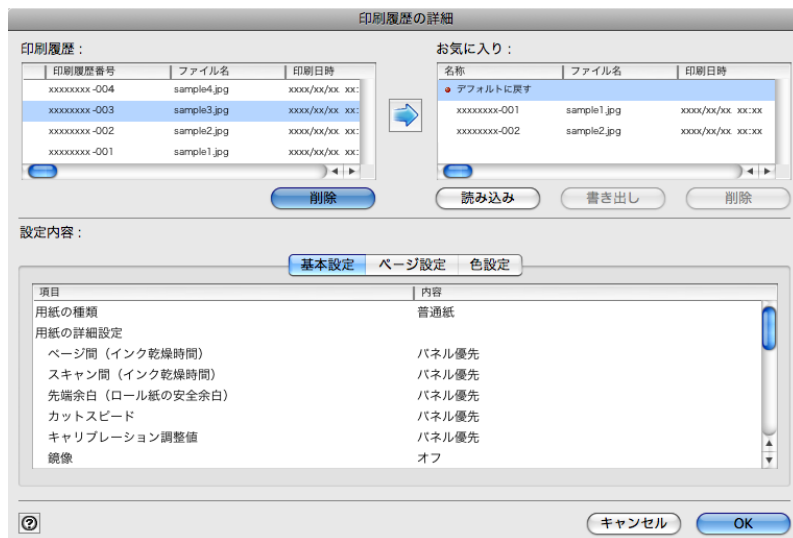 印刷履歴の詳細
印刷履歴： お気に入り：
印刷履歴番号 ファイル名 印刷日時 名称 ファイル名 印刷日時
xxxxxxxx -004 sample4.jpg xxxx/xx/xx xx: デフォルトに戻す
xxxxxxxx -003 sample3.jpg xxxx/xx/xx xx: xxxxxxxx-001 sample1.jpg xxxx/xx/xx xx:xx
xxxxxxxx -002 sample2.jpg xxxx/xx/xx xx: xxxxxxxx-002 sample2.jpg xxxx/xx/xx xx:xx
xxxxxxxx -001 sample1.jpg xxxx/xx/xx xx:
削除 読み込み 書き出し 削除
設定内容：
基本設定 ページ設定 色設定
項目 内容
用紙の種類 普通紙
用紙の詳細設定
ページ間（インク乾燥時間） パネル優先
スキャン間（インク乾燥時間） パネル優先
先端余白（ロール紙の安全余白） パネル優先
カットスピード パネル優先
キャリブレーション調整値 パネル優先
鏡像 オフ
? キャンセル OK